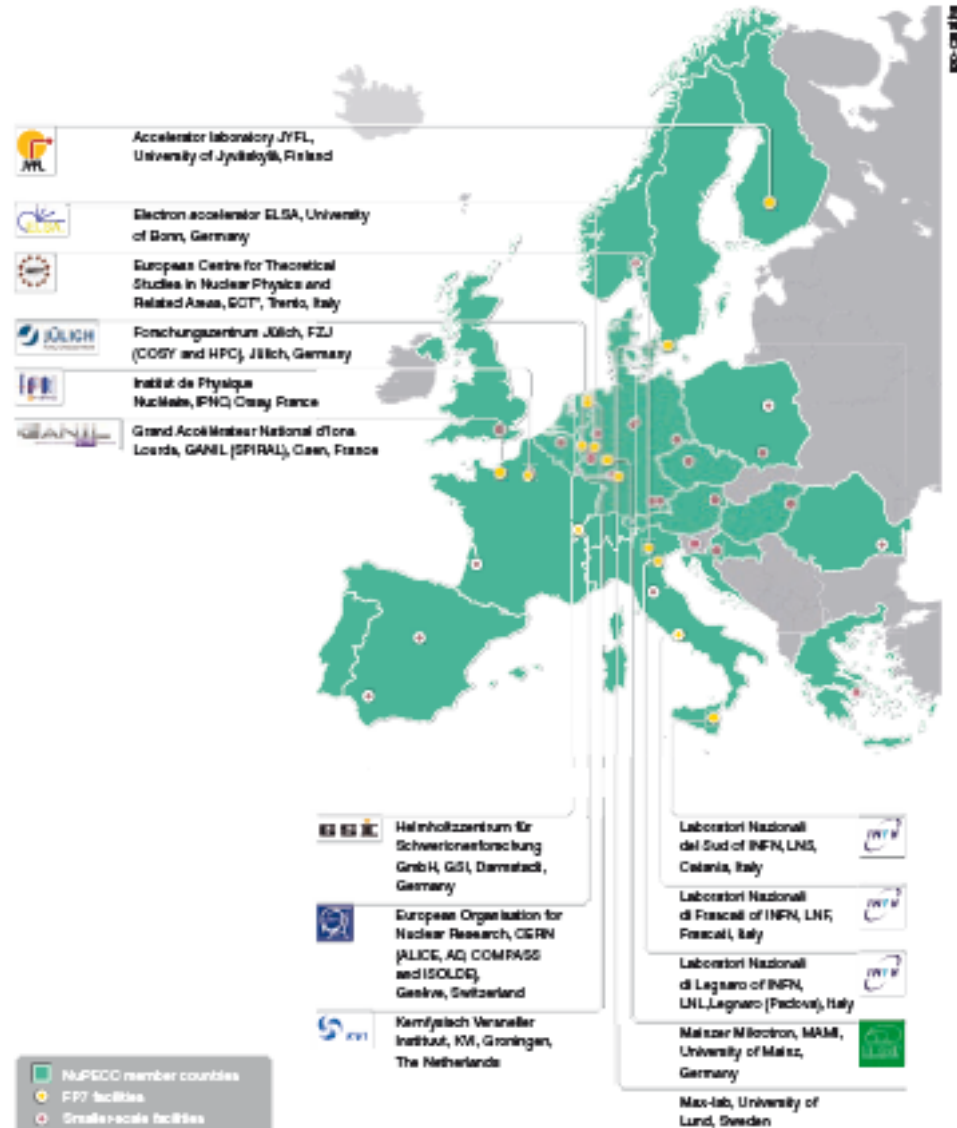 Accelerator laboratory JYFL,
University of Jyväskylä, Finland
Electron accelerator ELSA, University
of Bonn, Germany
European Centre for Theoretical
Studies in Nuclear Physics and
Related Areas, ECT*, Trento, Italy
JÜLICH
Forschungszentrum Jülich, FZJ
(COSY and HPC), Jülich, Germany
Institut de Physique
Nucléaire, IPNO, Orsay, France
GANIL
Grand Accélérateur National d'Ions
Lourds, GANIL (SPIRAL), Caen, France
GSI
Helmholtzzentrum für
Schwerionenforschung
GmbH, GSI, Darmstadt,
Germany
European Organisation for
Nuclear Research, CERN
(ALICE, AD, COMPASS
and ISOLDE),
Genève, Switzerland
KVI
Kernfysisch Versneller
Instituut, KVI, Groningen,
The Netherlands
Laboratori Nazionali
del Sud of INFN, LNS,
Catania, Italy
Laboratori Nazionali
di Frascati of INFN, LNF,
Frascati, Italy
Laboratori Nazionali
di Legnaro of INFN,
LNL,Legnaro (Padova), Italy
Mainzer Mikrotron, MAMI,
University of Mainz,
Germany
Max-lab, University of
Lund, Sweden
NuPECC member countries
FP7 facilities
Smaller-scale facilities